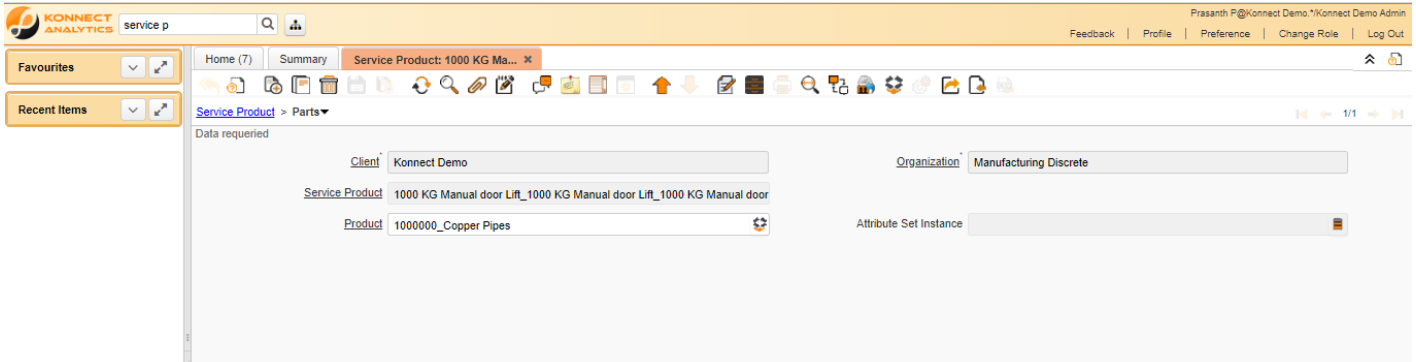 Prasanth P@Konnect Demo.*/Konnect Demo Admin
KONNECT
ANALYTICS
service p
Feedback | Profile | Preference | Change Role | Log Out
Favourites
Recent Items
Home (7) Summary Service Product: 1000 KG Ma...
Service Product > Parts
1/1
Data requeried
Client Konnect Demo Organization Manufacturing Discrete
Service Product 1000 KG Manual door Lift_1000 KG Manual door Lift_1000 KG Manual door
Product 1000000_Copper Pipes Attribute Set Instance